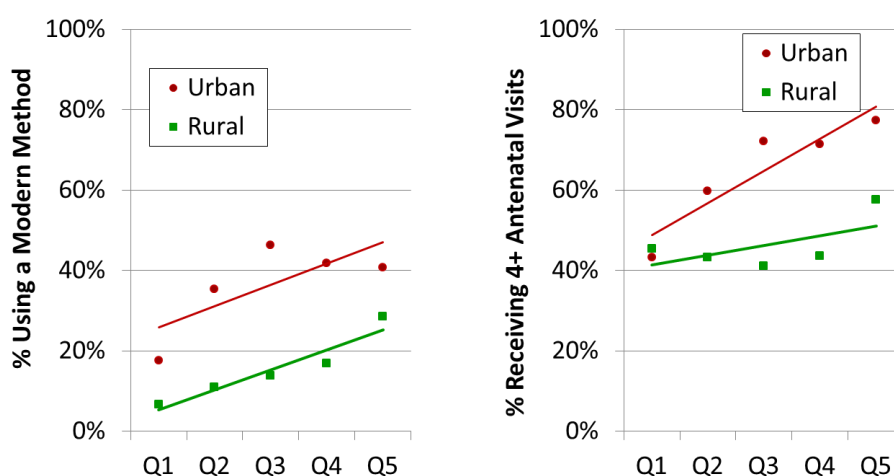 % Using a Modern Method
100%
80%
60%
40%
20%
0%
Urban
Rural
Q1 Q2 Q3 Q4 Q5
% Receiving 4+ Antenatal Visits
100%
80%
60%
40%
20%
0%
Urban
Rural
Q1 Q2 Q3 Q4 Q5